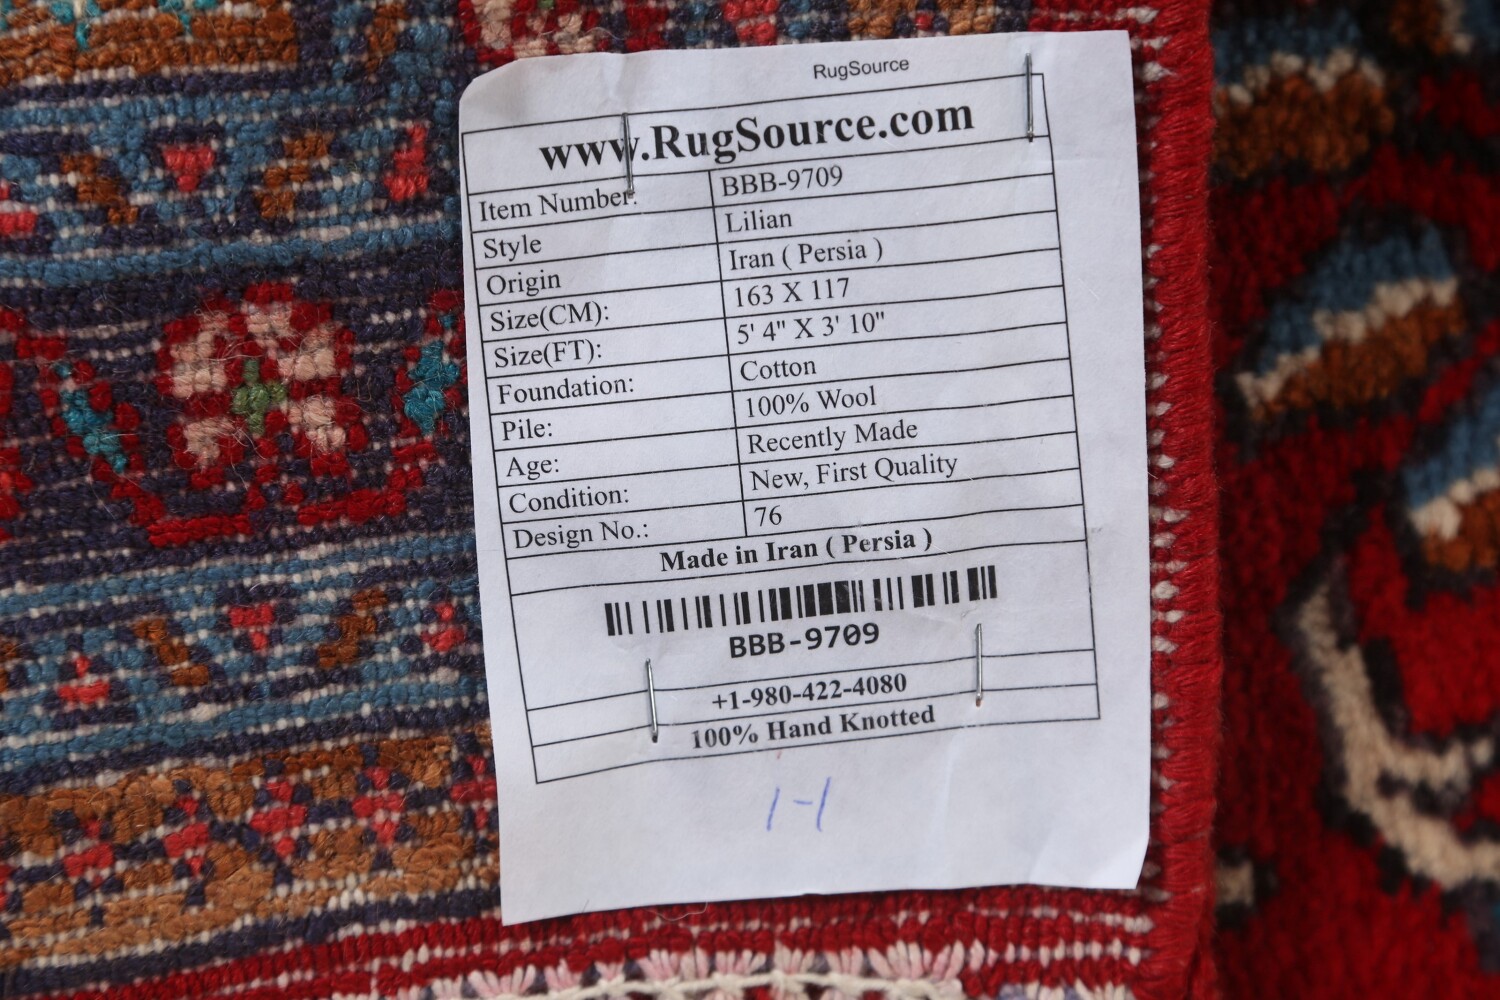 RugSource
www.RugSource.com
Item Number: BBB-9709
Style Lilian
Origin Iran ( Persia )
Size(CM): 163 X 117
Size(FT): 5' 4" X 3' 10"
Foundation: Cotton
Pile: 100% Wool
Age: Recently Made
Condition: New, First Quality
Design No.: 76
Made in Iran ( Persia )
BBB-9709
+1-980-422-4080
100% Hand Knotted
1-1